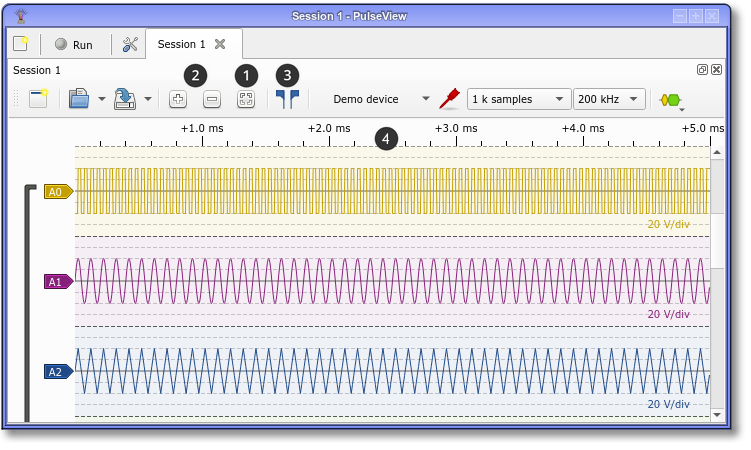 Session 1 - PulseView
Run
Session 1
Session 1
2 1 3
Demo device 1 k samples 200 kHz
+1.0 ms +2.0 ms +3.0 ms +4.0 ms +5.0 ms
4
A0
20 V/div
A1
20 V/div
A2
20 V/div